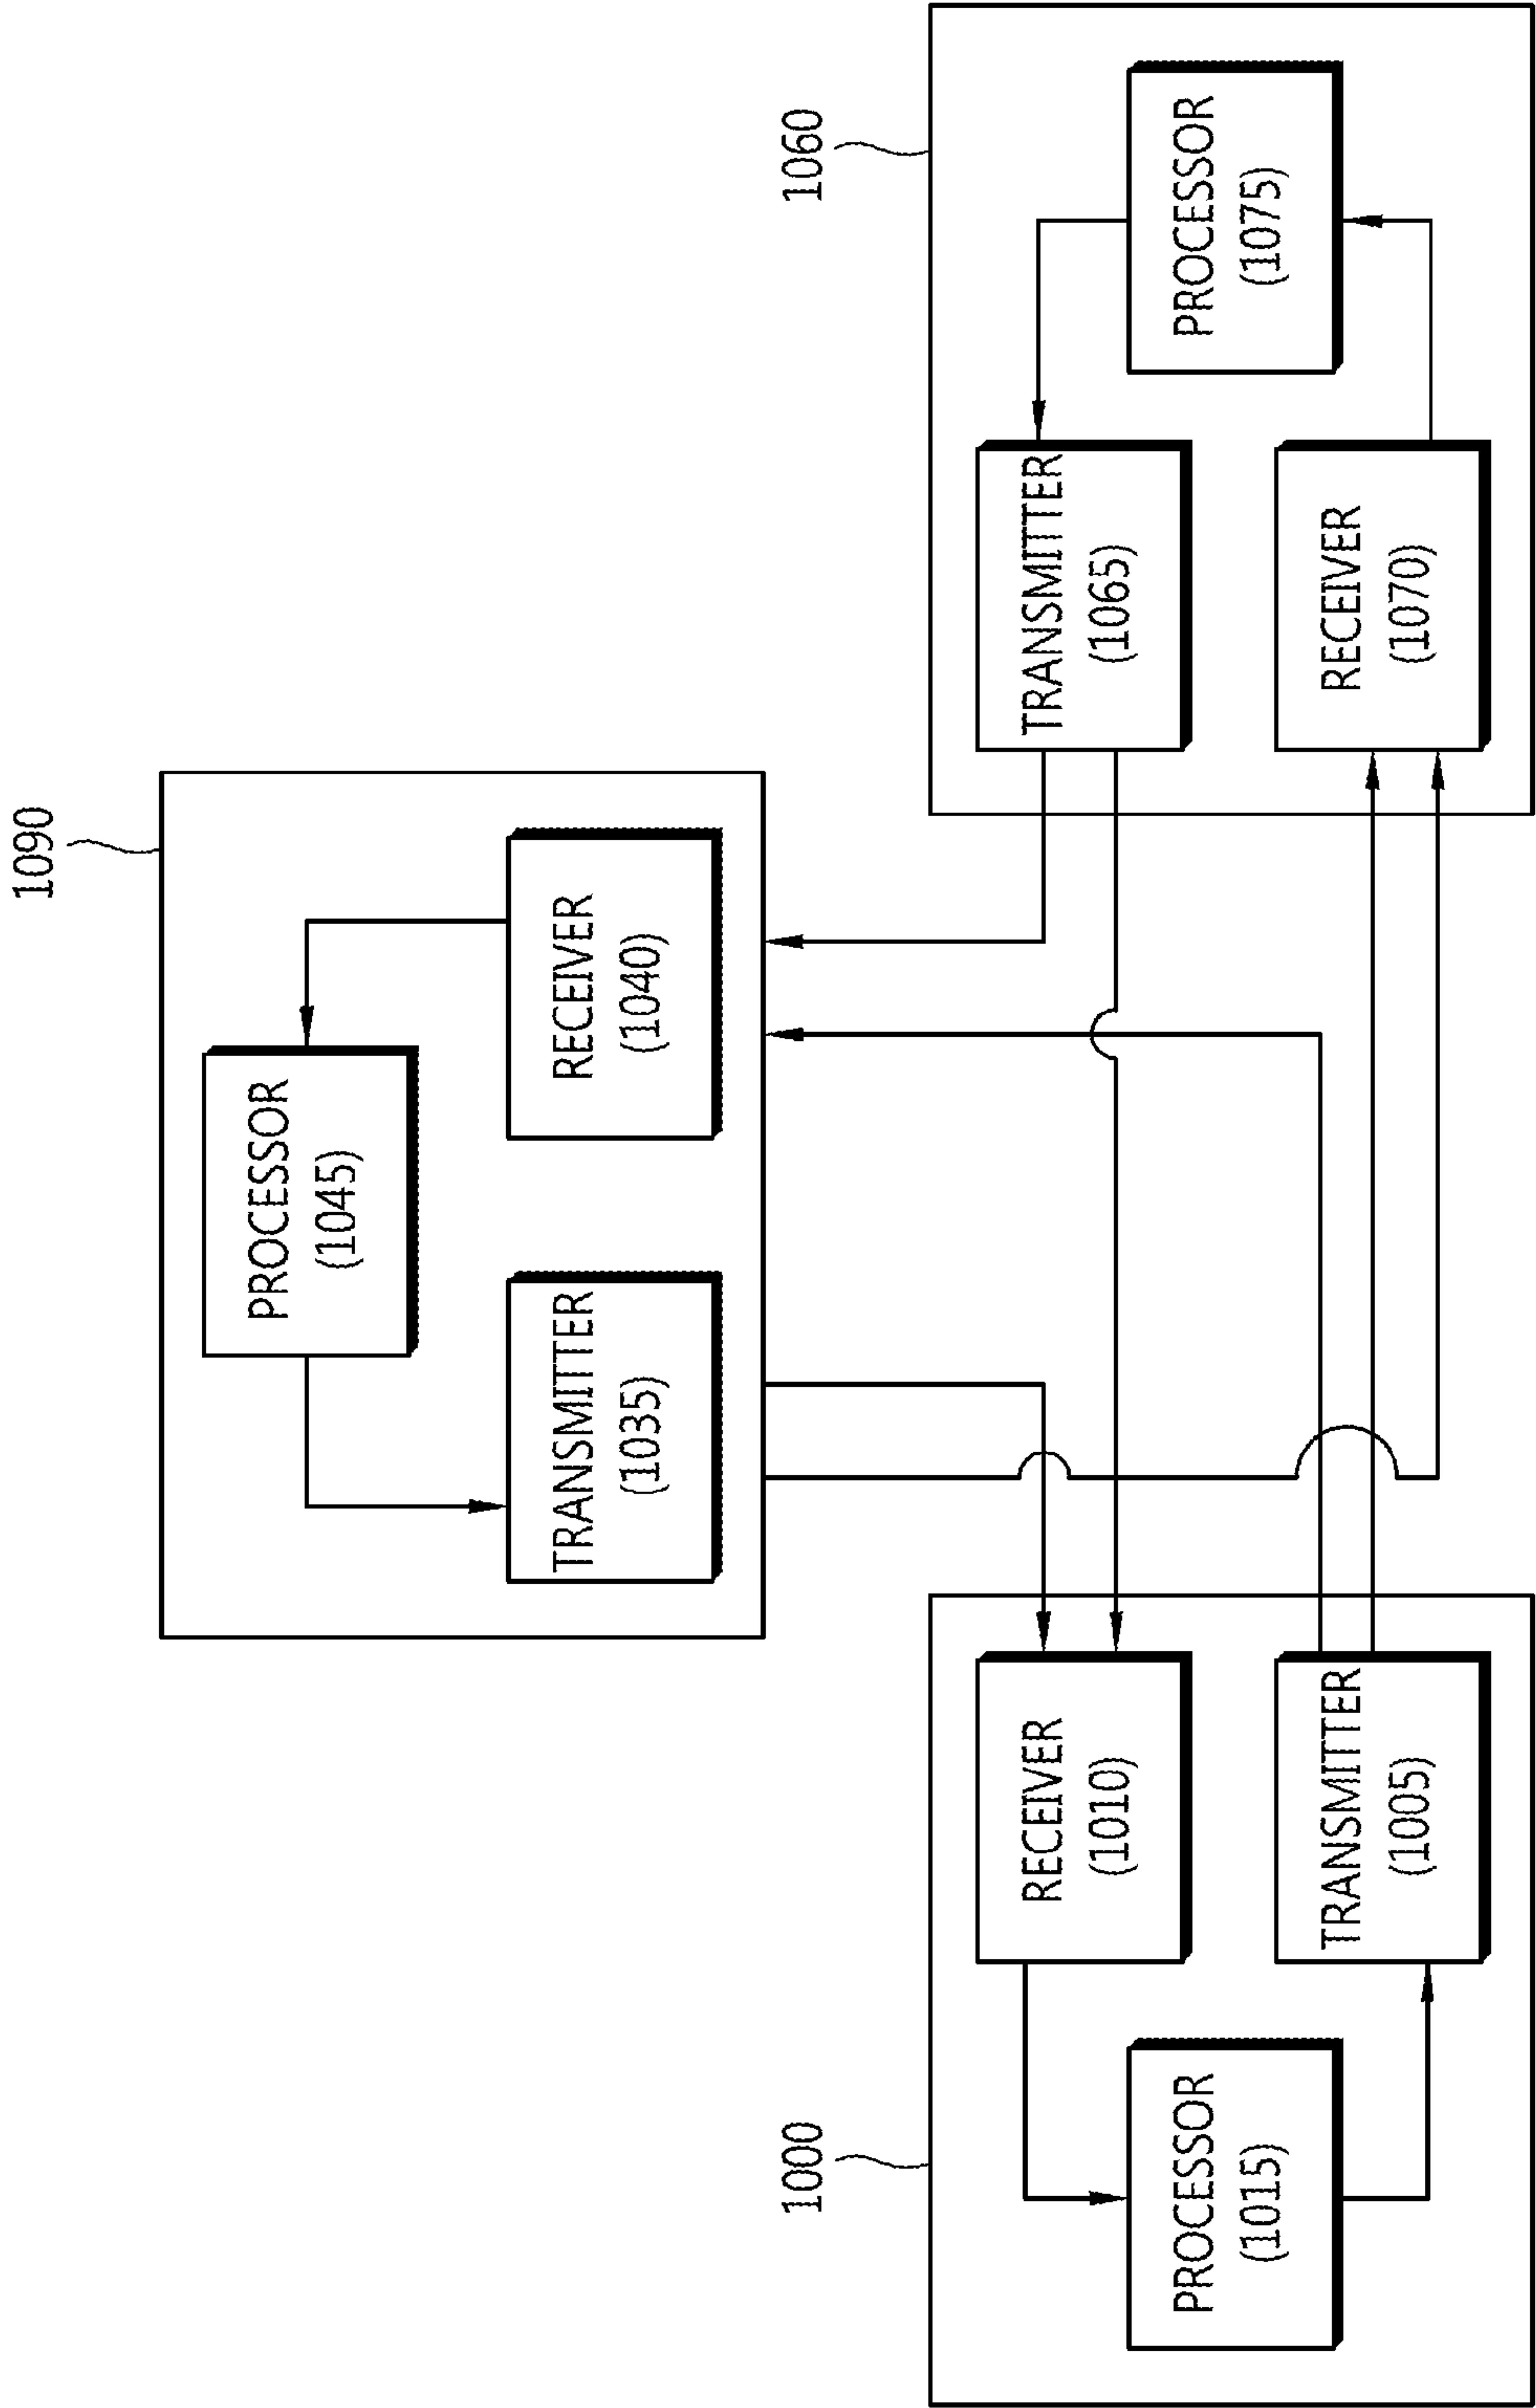 1090
PROCESSOR
(1045)
TRANSMITTER
(1035)
RECEIVER
(1040)
1000
RECEIVER
(1010)
PROCESSOR
(1015)
TRANSMITTER
(1005)
1060
TRANSMITTER
(1065)
PROCESSOR
(1075)
RECEIVER
(1070)